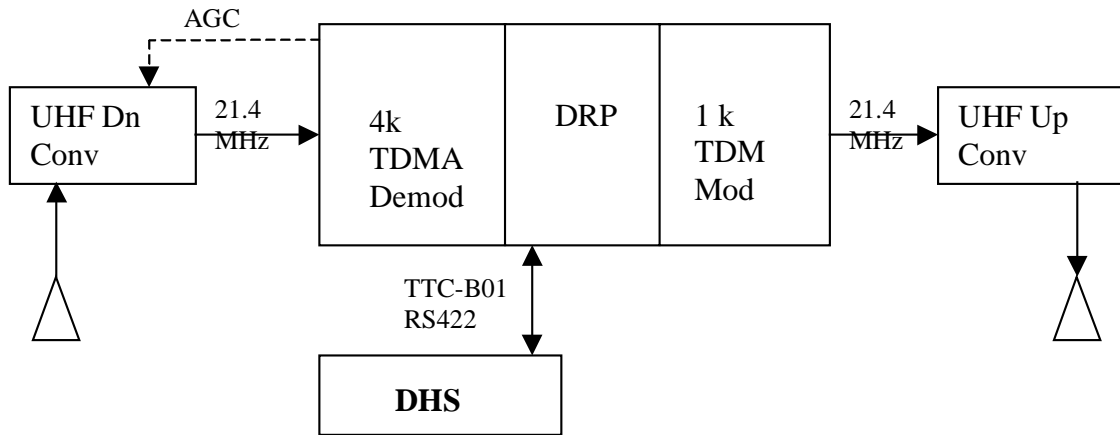 AGC
UHF Dn
Conv
21.4
MHz
4k
TDMA
Demod
DRP
1 k
TDM
Mod
21.4
MHz
UHF Up
Conv
TTC-B01
RS422
DHS